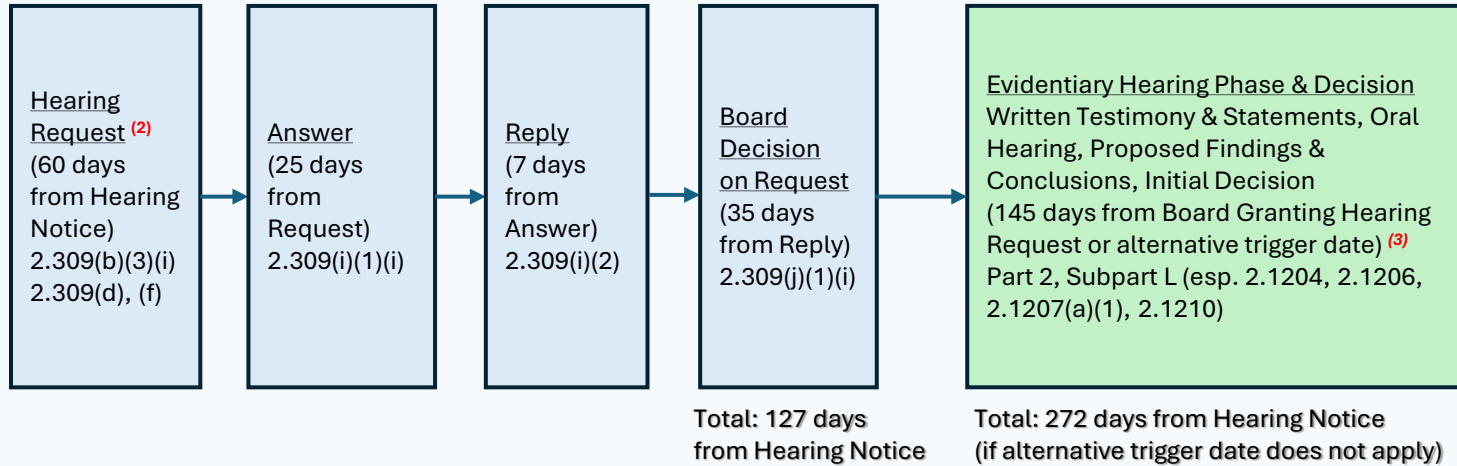 Hearing
Request (2)
(60 days
from Hearing
Notice)
2.309(b)(3)(i)
2.309(d), (f)
Answer
(25 days
from
Request)
2.309(i)(1)(i)
Reply
(7 days
from
Answer)
2.309(i)(2)
Board
Decision
on Request
(35 days
from Reply)
2.309(j)(1)(i)
Evidentiary Hearing Phase & Decision
Written Testimony & Statements, Oral
Hearing, Proposed Findings &
Conclusions, Initial Decision
(145 days from Board Granting Hearing
Request or alternative trigger date) (3)
Part 2, Subpart L (esp. 2.1204, 2.1206,
2.1207(a)(1), 2.1210)
Total: 127 days
from Hearing Notice
Total: 272 days from Hearing Notice
(if alternative trigger date does not apply)